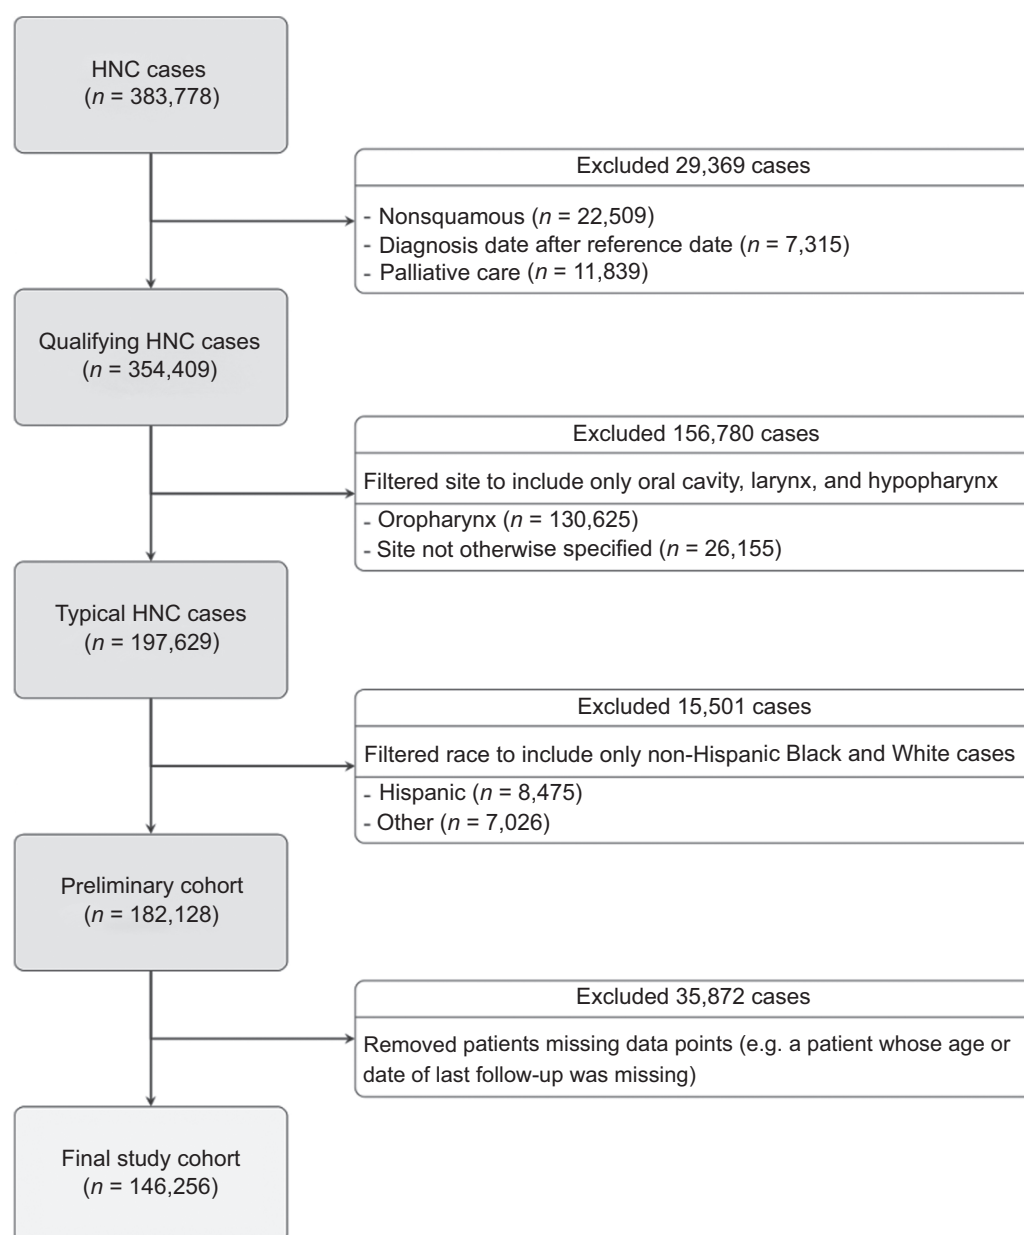 HNC cases
(n = 383,778)
Excluded 29,369 cases
- Nonsquamous (n = 22,509)
- Diagnosis date after reference date (n = 7,315)
- Palliative care (n = 11,839)
Qualifying HNC cases
(n = 354,409)
Excluded 156,780 cases
Filtered site to include only oral cavity, larynx, and hypopharynx
- Oropharynx (n = 130,625)
- Site not otherwise specified (n = 26,155)
Typical HNC cases
(n = 197,629)
Excluded 15,501 cases
Filtered race to include only non-Hispanic Black and White cases
- Hispanic (n = 8,475)
- Other (n = 7,026)
Preliminary cohort
(n = 182,128)
Excluded 35,872 cases
Removed patients missing data points (e.g. a patient whose age or
date of last follow-up was missing)
Final study cohort
(n = 146,256)